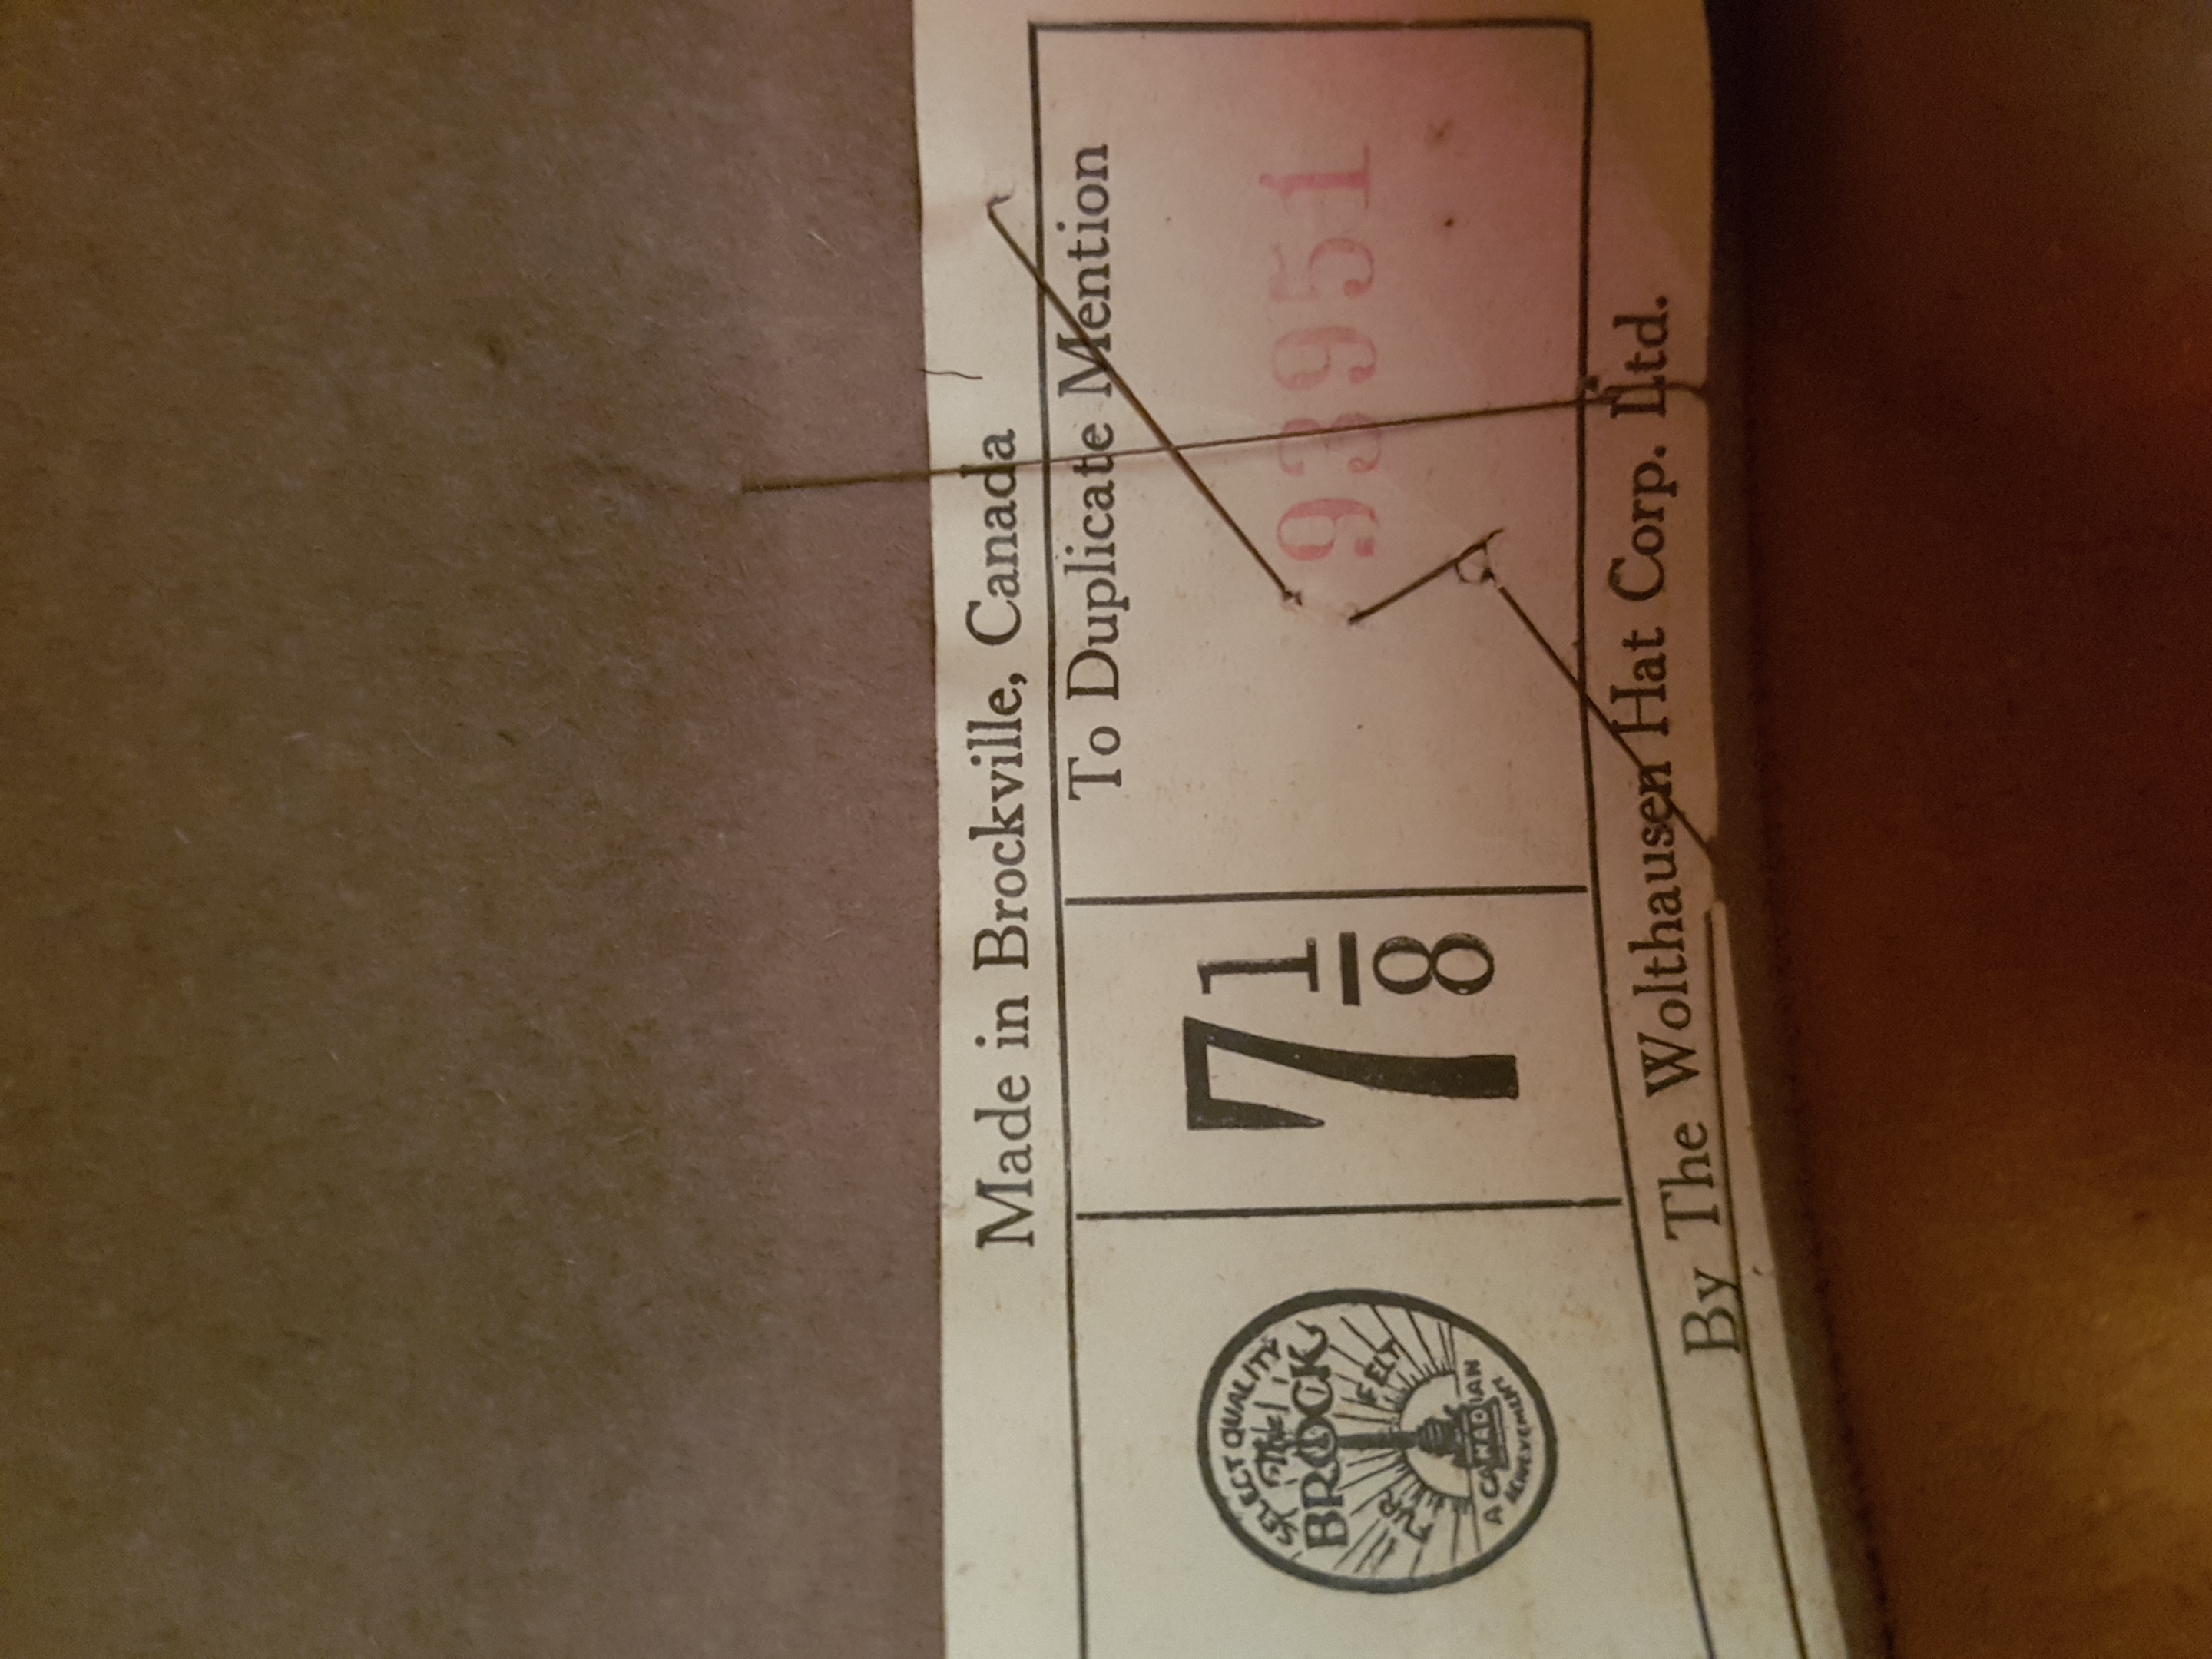 Made in Brockville, Canada
To Duplicate Mention
93951
7 1/8
SELECT QUALITY
The
BROCK
FUR FELT
A CANADIAN
ACHIEVEMENT
By The Wolthausen Hat Corp. Ltd.